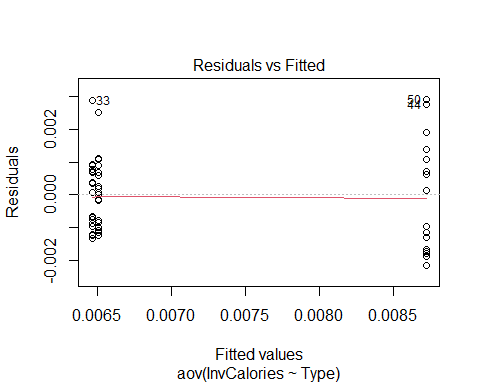 Residuals vs Fitted
Residuals
0.002
0.000
-0.002
33
50
44
0.0065 0.0070 0.0075 0.0080 0.0085
Fitted values
aov(InvCalories ~ Type)